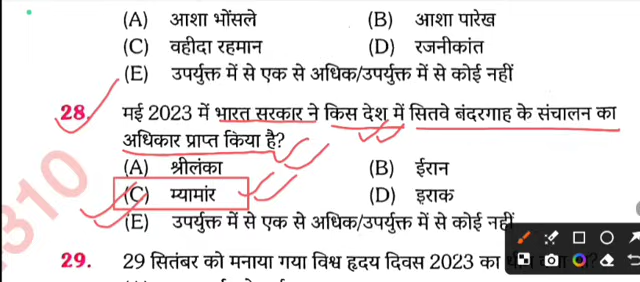 (A) आशा भोंसले (B) आशा पारेख
(C) वहीदा रहमान (D) रजनीकांत
(E) उपर्युक्त में से एक से अधिक/उपर्युक्त में से कोई नहीं
28. मई 2023 में भारत सरकार ने किस देश में सितवे बंदरगाह के संचालन का
अधिकार प्राप्त किया है?
(A) श्रीलंका (B) ईरान
(C) म्यामांर (D) इराक
(E) उपर्युक्त में से एक से अधिक/उपर्युक्त में से कोई नहीं
29. 29 सितंबर को मनाया गया विश्व हृदय दिवस 2023 का
310